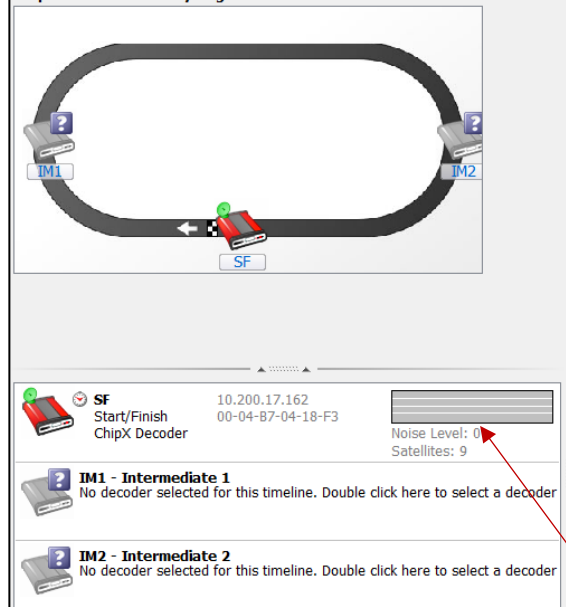 IM1
IM2
SF
SF
Start/Finish
ChipX Decoder
10.200.17.162
00-04-B7-04-18-F3
Noise Level: 0
Satellites: 9
IM1 - Intermediate 1
No decoder selected for this timeline. Double click here to select a decoder
IM2 - Intermediate 2
No decoder selected for this timeline. Double click here to select a decoder